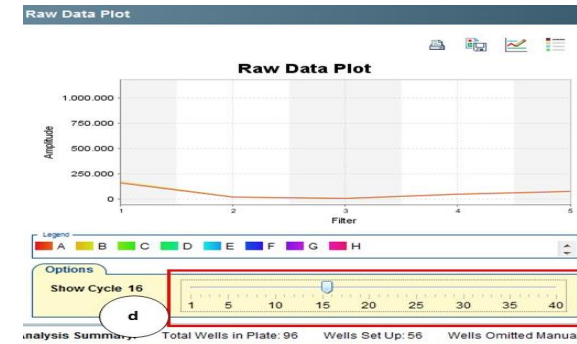 Raw Data Plot
Raw Data Plot
1.000.000
750.000
500.000
250.000
0
Amplitude
1 2 3 4 5
Filter
Legend
A B C D E F G H
Options
Show Cycle 16
1 5 10 15 20 25 30 35 40
d
nalysis Summary: Total Wells in Plate: 96 Wells Set Up: 56 Wells Omitted Manua